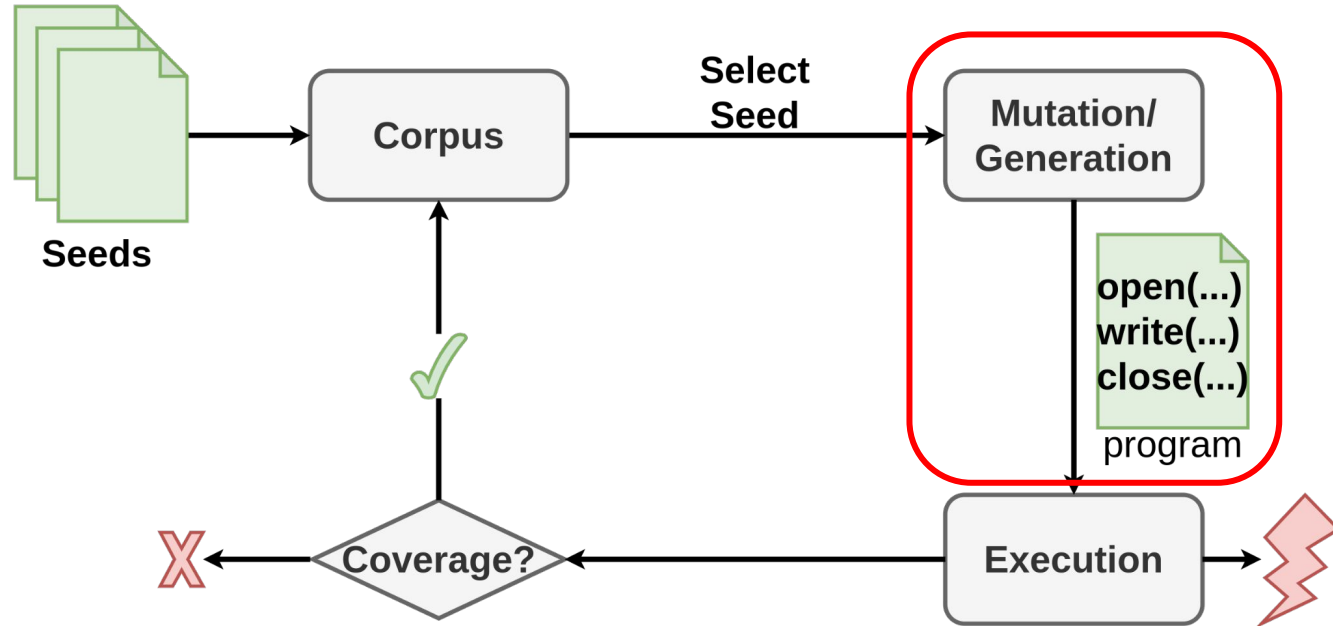 Seeds
Corpus
Select
Seed
Mutation/
Generation
open(...)
write(...)
close(...)
program
Execution
Coverage?